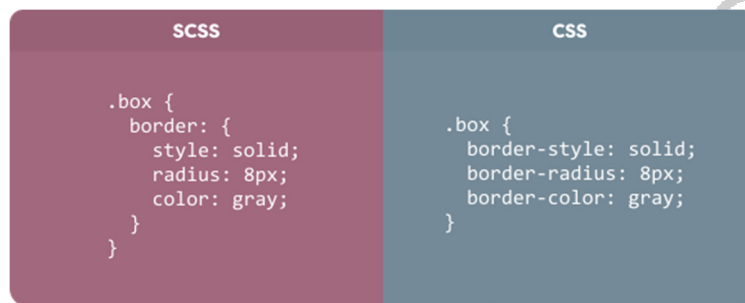 SCSS
.box {
  border: {
    style: solid;
    radius: 8px;
    color: gray;
  }
}
CSS
.box {
  border-style: solid;
  border-radius: 8px;
  border-color: gray;
}